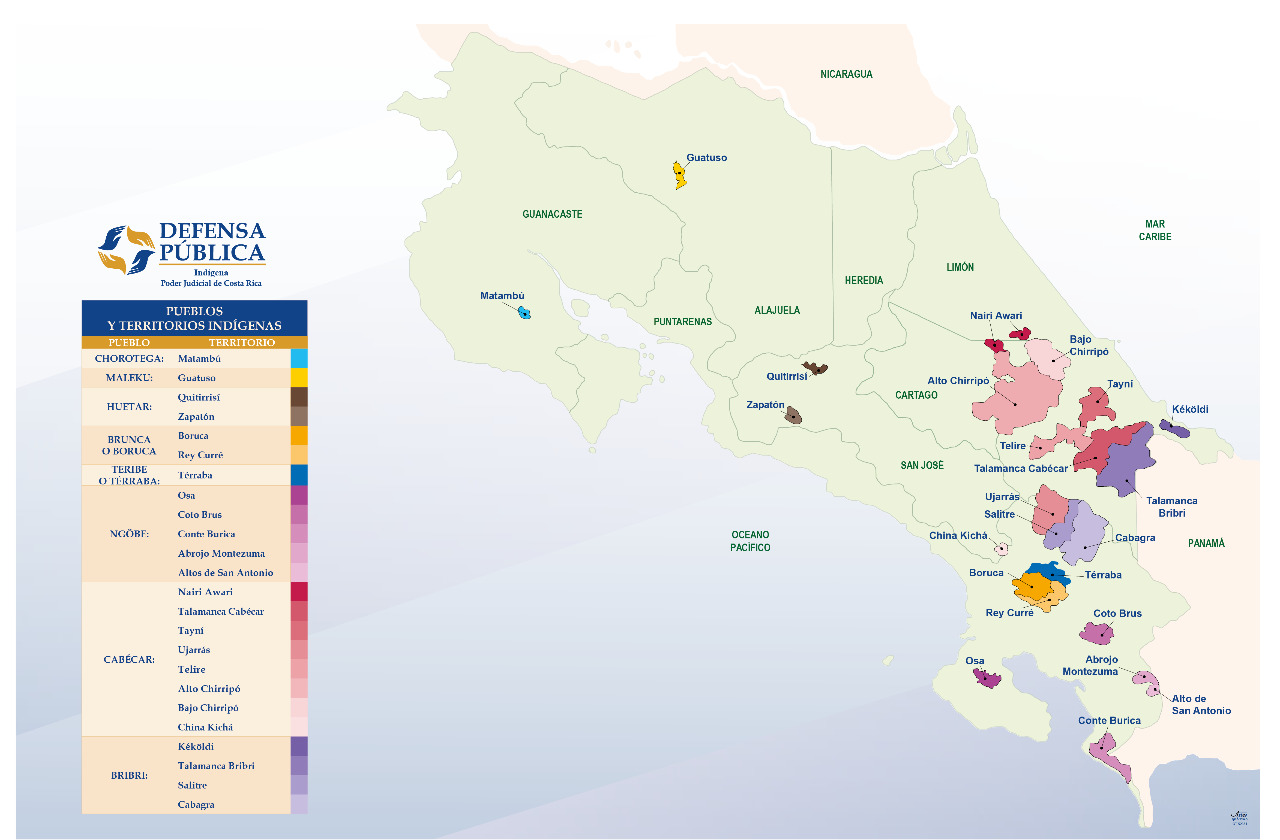 DEFENSA
PÚBLICA
Indígena
Poder Judicial de Costa Rica
PUEBLOS
Y TERRITORIOS INDÍGENAS
PUEBLO TERRITORIO
CHOROTEGA: Matambú
MALEKU: Guatuso
HUETAR: Quitirrisí
Zapatón
BRUNCA
O BORUCA
Boruca
Rey Curré
TERIBE
O TÉRRABA:
Térraba
NGÖBE:
Osa
Coto Brus
Conte Burica
Abrojo Montezuma
Altos de San Antonio
CABÉCAR:
Nairi Awari
Talamanca Cabécar
Tayní
Ujarrás
Telire
Alto Chirripó
Bajo Chirripó
China Kichá
BRIBRI:
Kéköldi
Talamanca Bribri
Salitre
Cabagra
NICARAGUA
Guatuso
GUANACASTE
MAR
CARIBE
LIMÓN
HEREDIA
Matambú
ALAJUELA
PUNTARENAS
Nairi Awari
Bajo
Chirripó
Quitirrisí
Alto Chirripó
Tayní
CARTAGO
Zapatón
Kéköldi
Telire
SAN JOSÈ
Talamanca Cabécar
Ujarrás
Talamanca
Bribri
Salitre
China Kichá
OCEANO
PACÍFICO
Cabagra
PANAMÁ
Boruca
Térraba
Rey Curré
Coto Brus
Osa
Abrojo
Montezuma
Alto de
San Antonio
Conte Burica